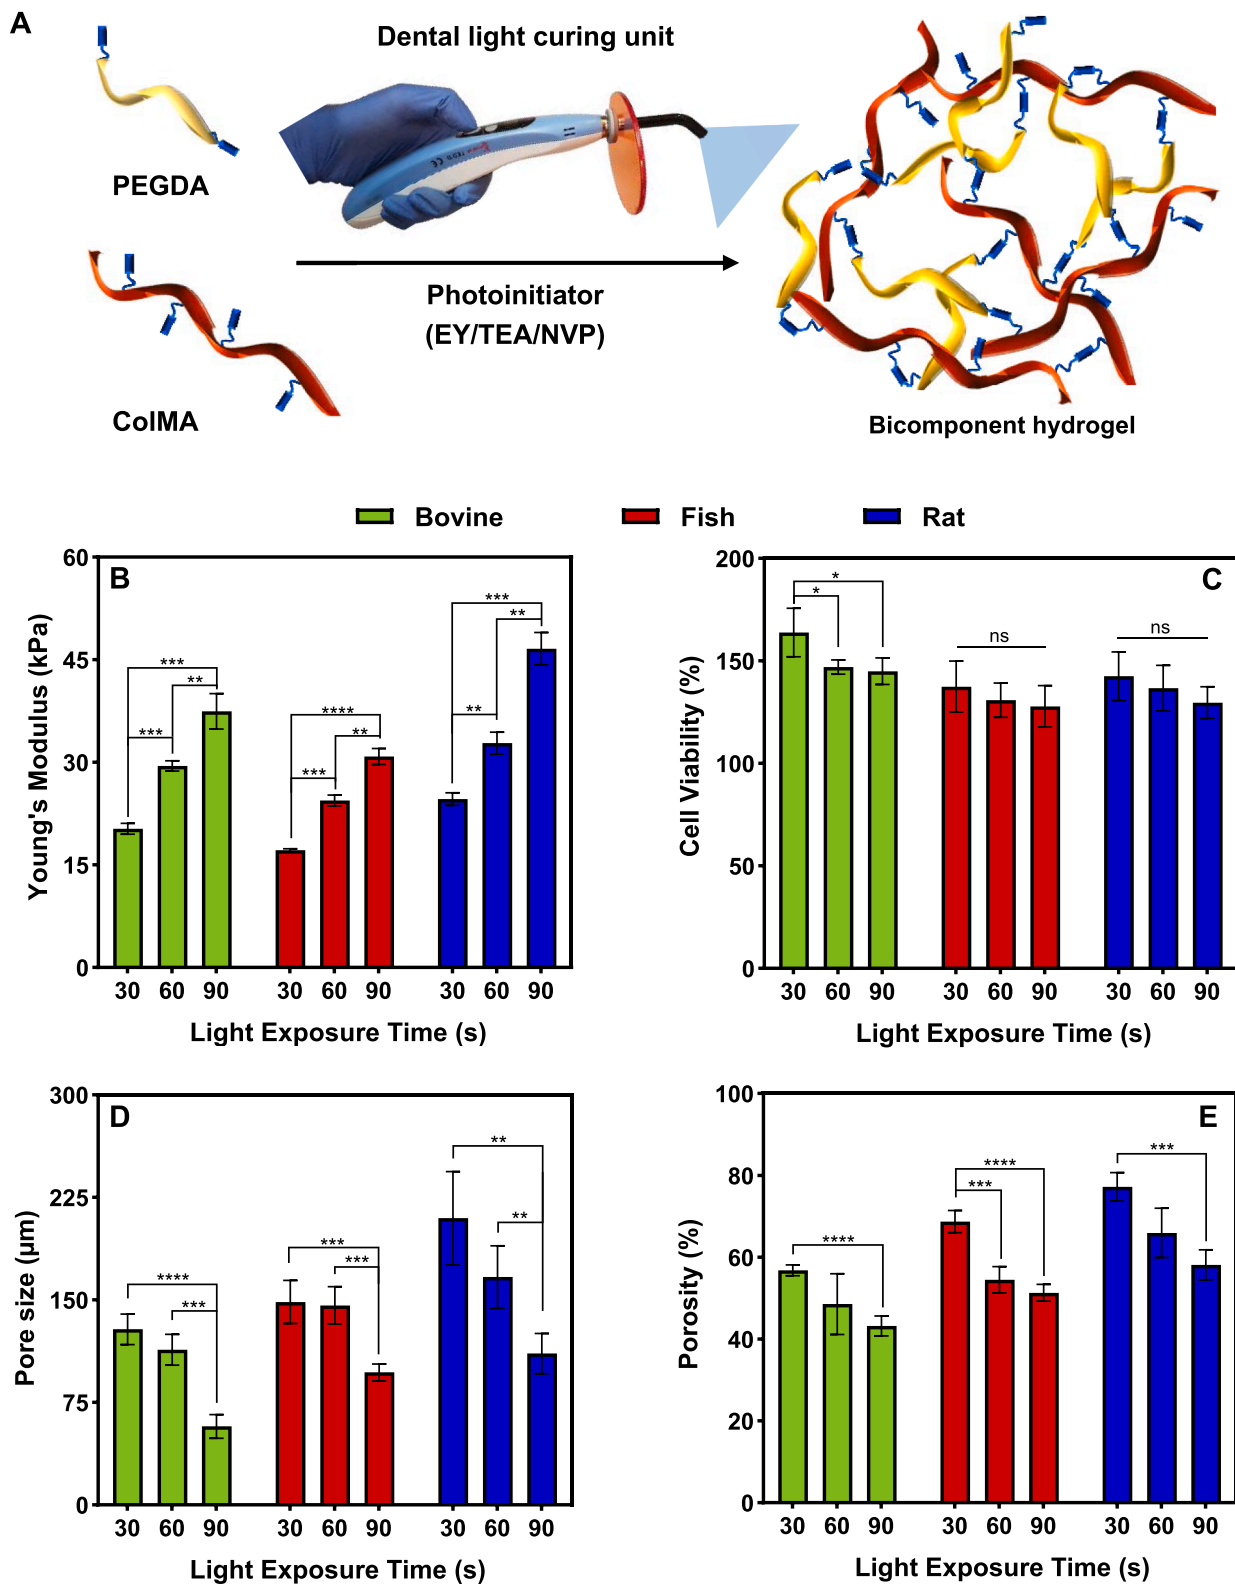 A
Dental light curing unit
PEGDA
Photoinitiator
(EY/TEA/NVP)
ColMA
Bicomponent hydrogel
Bovine Fish Rat
B
Young's Modulus (kPa)
60
45
30
15
0
***
**
***
****
**
***
***
**
**
30 60 90 30 60 90 30 60 90
Light Exposure Time (s)
C
Cell Viability (%)
200
150
100
50
0
*
*
ns
ns
30 60 90 30 60 90 30 60 90
Light Exposure Time (s)
D
Pore size (µm)
300
225
150
75
0
****
***
***
***
**
**
30 60 90 30 60 90 30 60 90
Light Exposure Time (s)
E
Porosity (%)
100
80
60
40
20
0
****
****
***
***
30 60 90 30 60 90 30 60 90
Light Exposure Time (s)